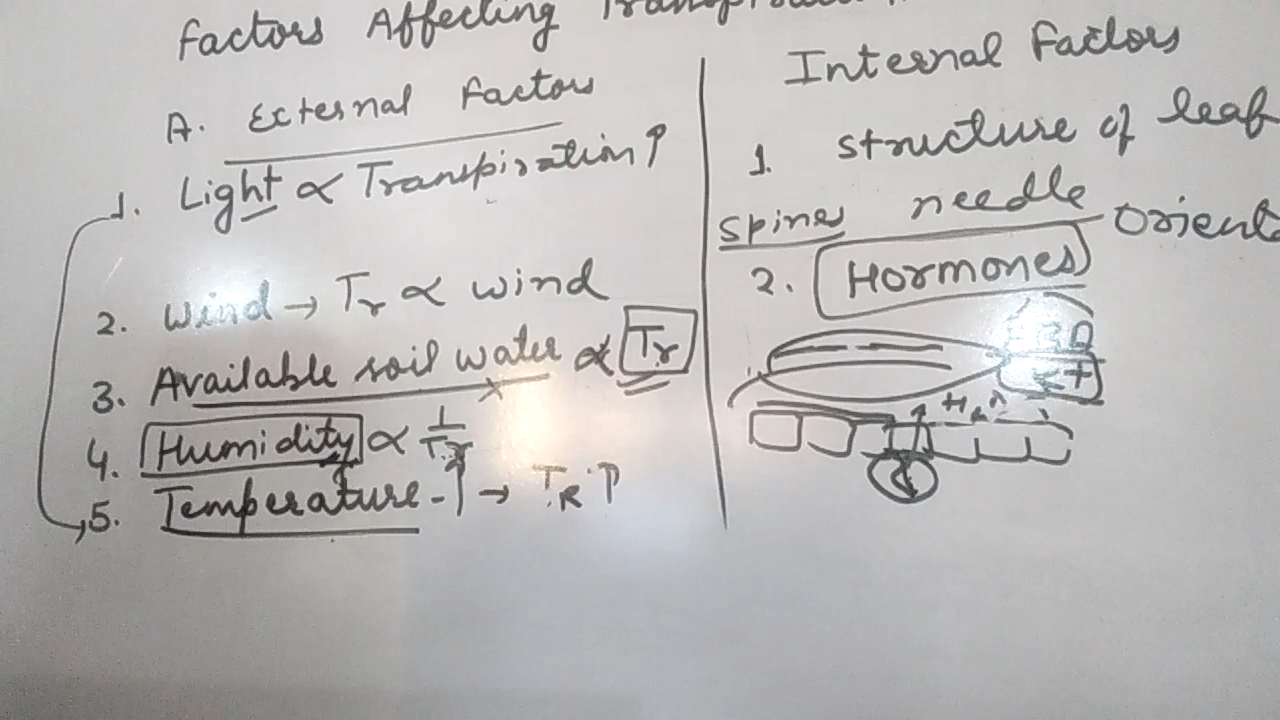 Factors Affecting
A. External Factors
1. Light ∝ Transpiration↑
2. Wind → Tr ∝ wind
3. Available soil water ∝ Tr
4. Humidity ∝ 1/Tr
5. Temperature - ↑ → TR ↑
Internal Factors
1. Structure of leaf
spines needle Orient
2. Hormones